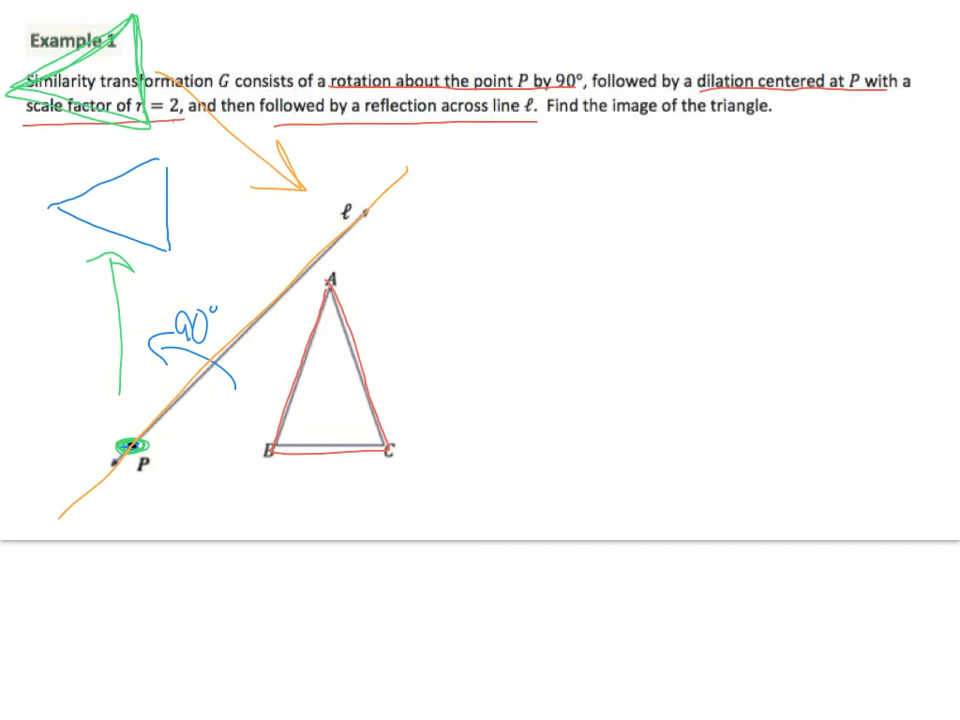 Example 1
Similarity transformation G consists of a rotation about the point P by 90°, followed by a dilation centered at P with a
scale factor of r = 2, and then followed by a reflection across line ℓ. Find the image of the triangle.
ℓ
A
90°
B
C
P